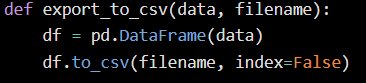 def export_to_csv(data, filename):
    df = pd.DataFrame(data)
    df.to_csv(filename, index=False)